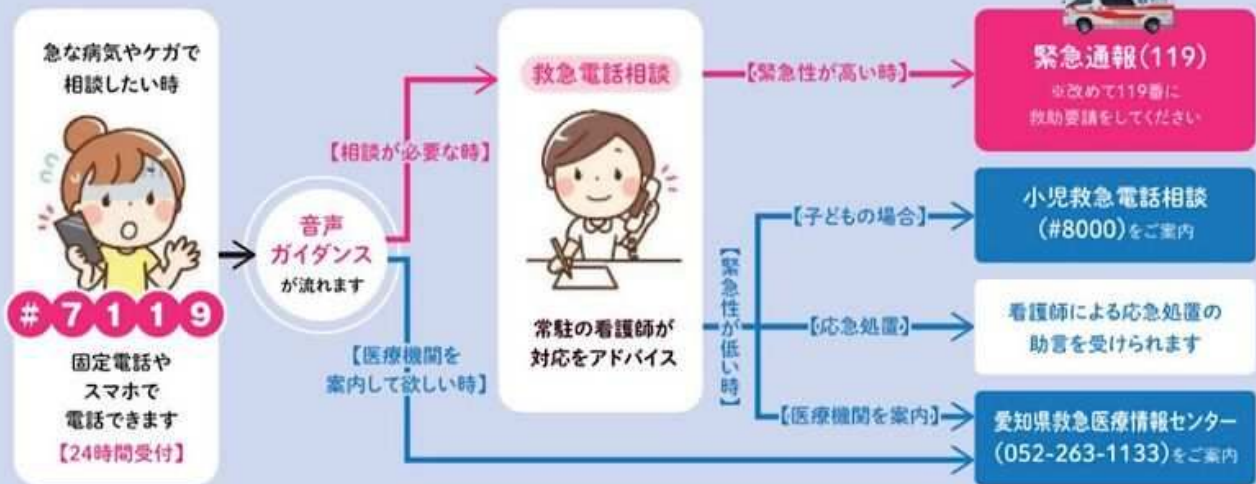 急な病気やケガで
相談したい時
#7119
固定電話や
スマホで
電話できます
【24時間受付】
音声
ガイダンス
が流れます
【相談が必要な時】
【医療機関を
案内して欲しい時】
救急電話相談
常駐の看護師が
対応をアドバイス
【緊急性が高い時】
緊急通報(119)
※改めて119番に
救助要請をしてください
【緊急性が低い時】
【子どもの場合】
小児救急電話相談
(#8000)をご案内
【応急処置】
看護師による応急処置の
助言を受けられます
【医療機関を案内】
愛知県救急医療情報センター
(052-263-1133)をご案内